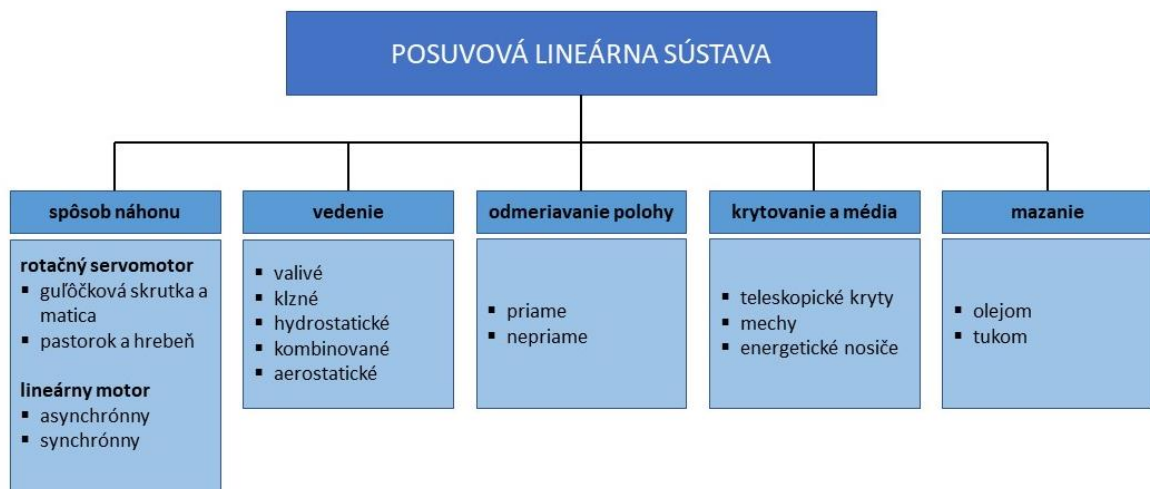 POSUVOVÁ LINEÁRNA SÚSTAVA
spôsob náhonu
rotačný servomotor
▪ guľôčková skrutka a
matica
▪ pastorok a hrebeň
lineárny motor
▪ asynchrónny
▪ synchrónny
vedenie
▪ valivé
▪ klzné
▪ hydrostatické
▪ kombinované
▪ aerostatické
odmeriavanie polohy
▪ priame
▪ nepriame
krytovanie a média
▪ teleskopické kryty
▪ mechy
▪ energetické nosiče
mazanie
▪ olejom
▪ tukom